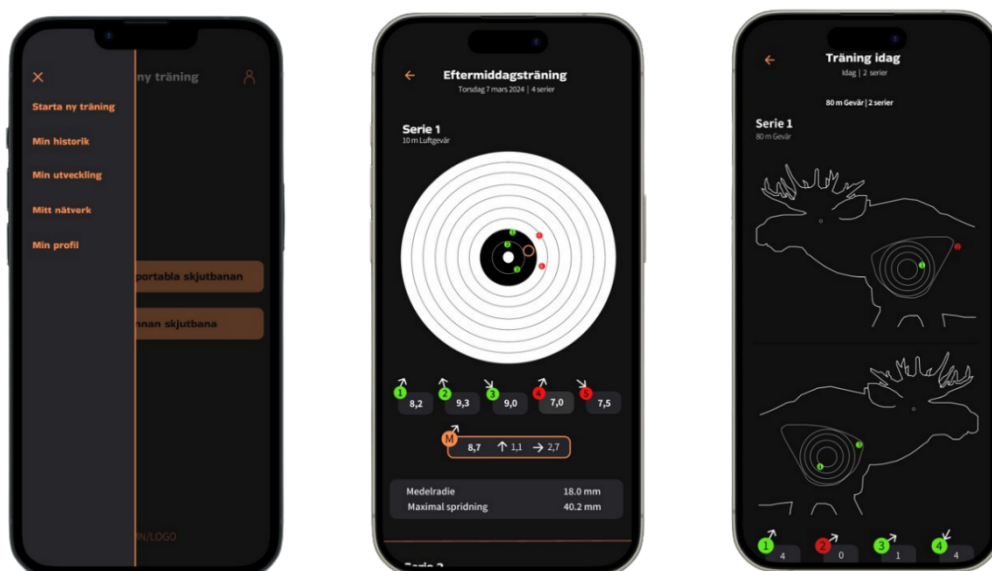 ny träning
Starta ny träning
Min historik
Min utveckling
Mitt nätverk
Min profil
portabla skjutbanan
nnan skjutbana
N/LOGO
Eftermiddagsträning
Torsdag 7 mars 2024 | 4 serier
Serie 1
10 m Luftgevär
1 2 3 4 5
8,2 9,3 9,0 7,0 7,5
M 8,7 ↑ 1,1 → 2,7
Medelradie 18.0 mm
Maximal spridning 40.2 mm
Träning idag
Idag | 2 serier
80 m Gevär | 2 serier
Serie 1
80 m Gevär
1 2 3 4
4 0 1 4